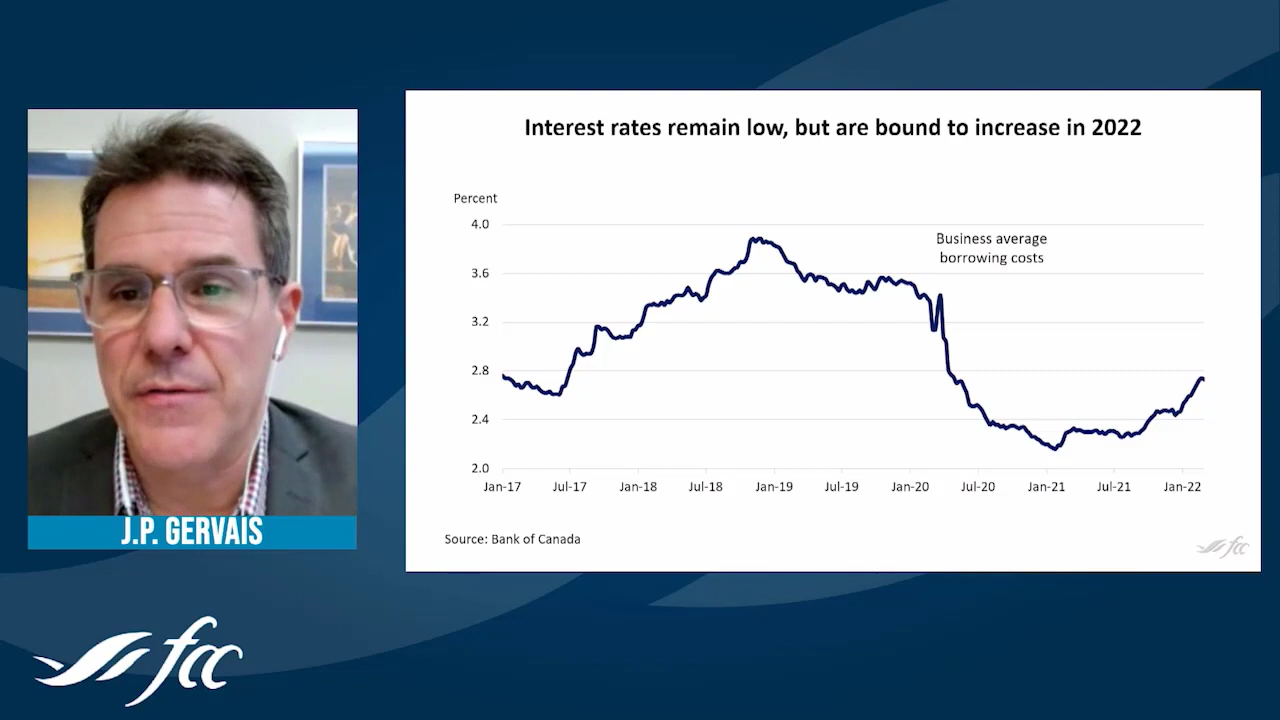 Interest rates remain low, but are bound to increase in 2022
Percent
4.0
3.6
3.2
2.8
2.4
2.0
Business average
borrowing costs
Jan-17 Jul-17 Jan-18 Jul-18 Jan-19 Jul-19 Jan-20 Jul-20 Jan-21 Jul-21 Jan-22
Source: Bank of Canada
fcc
J.P. GERVAIS
fcc